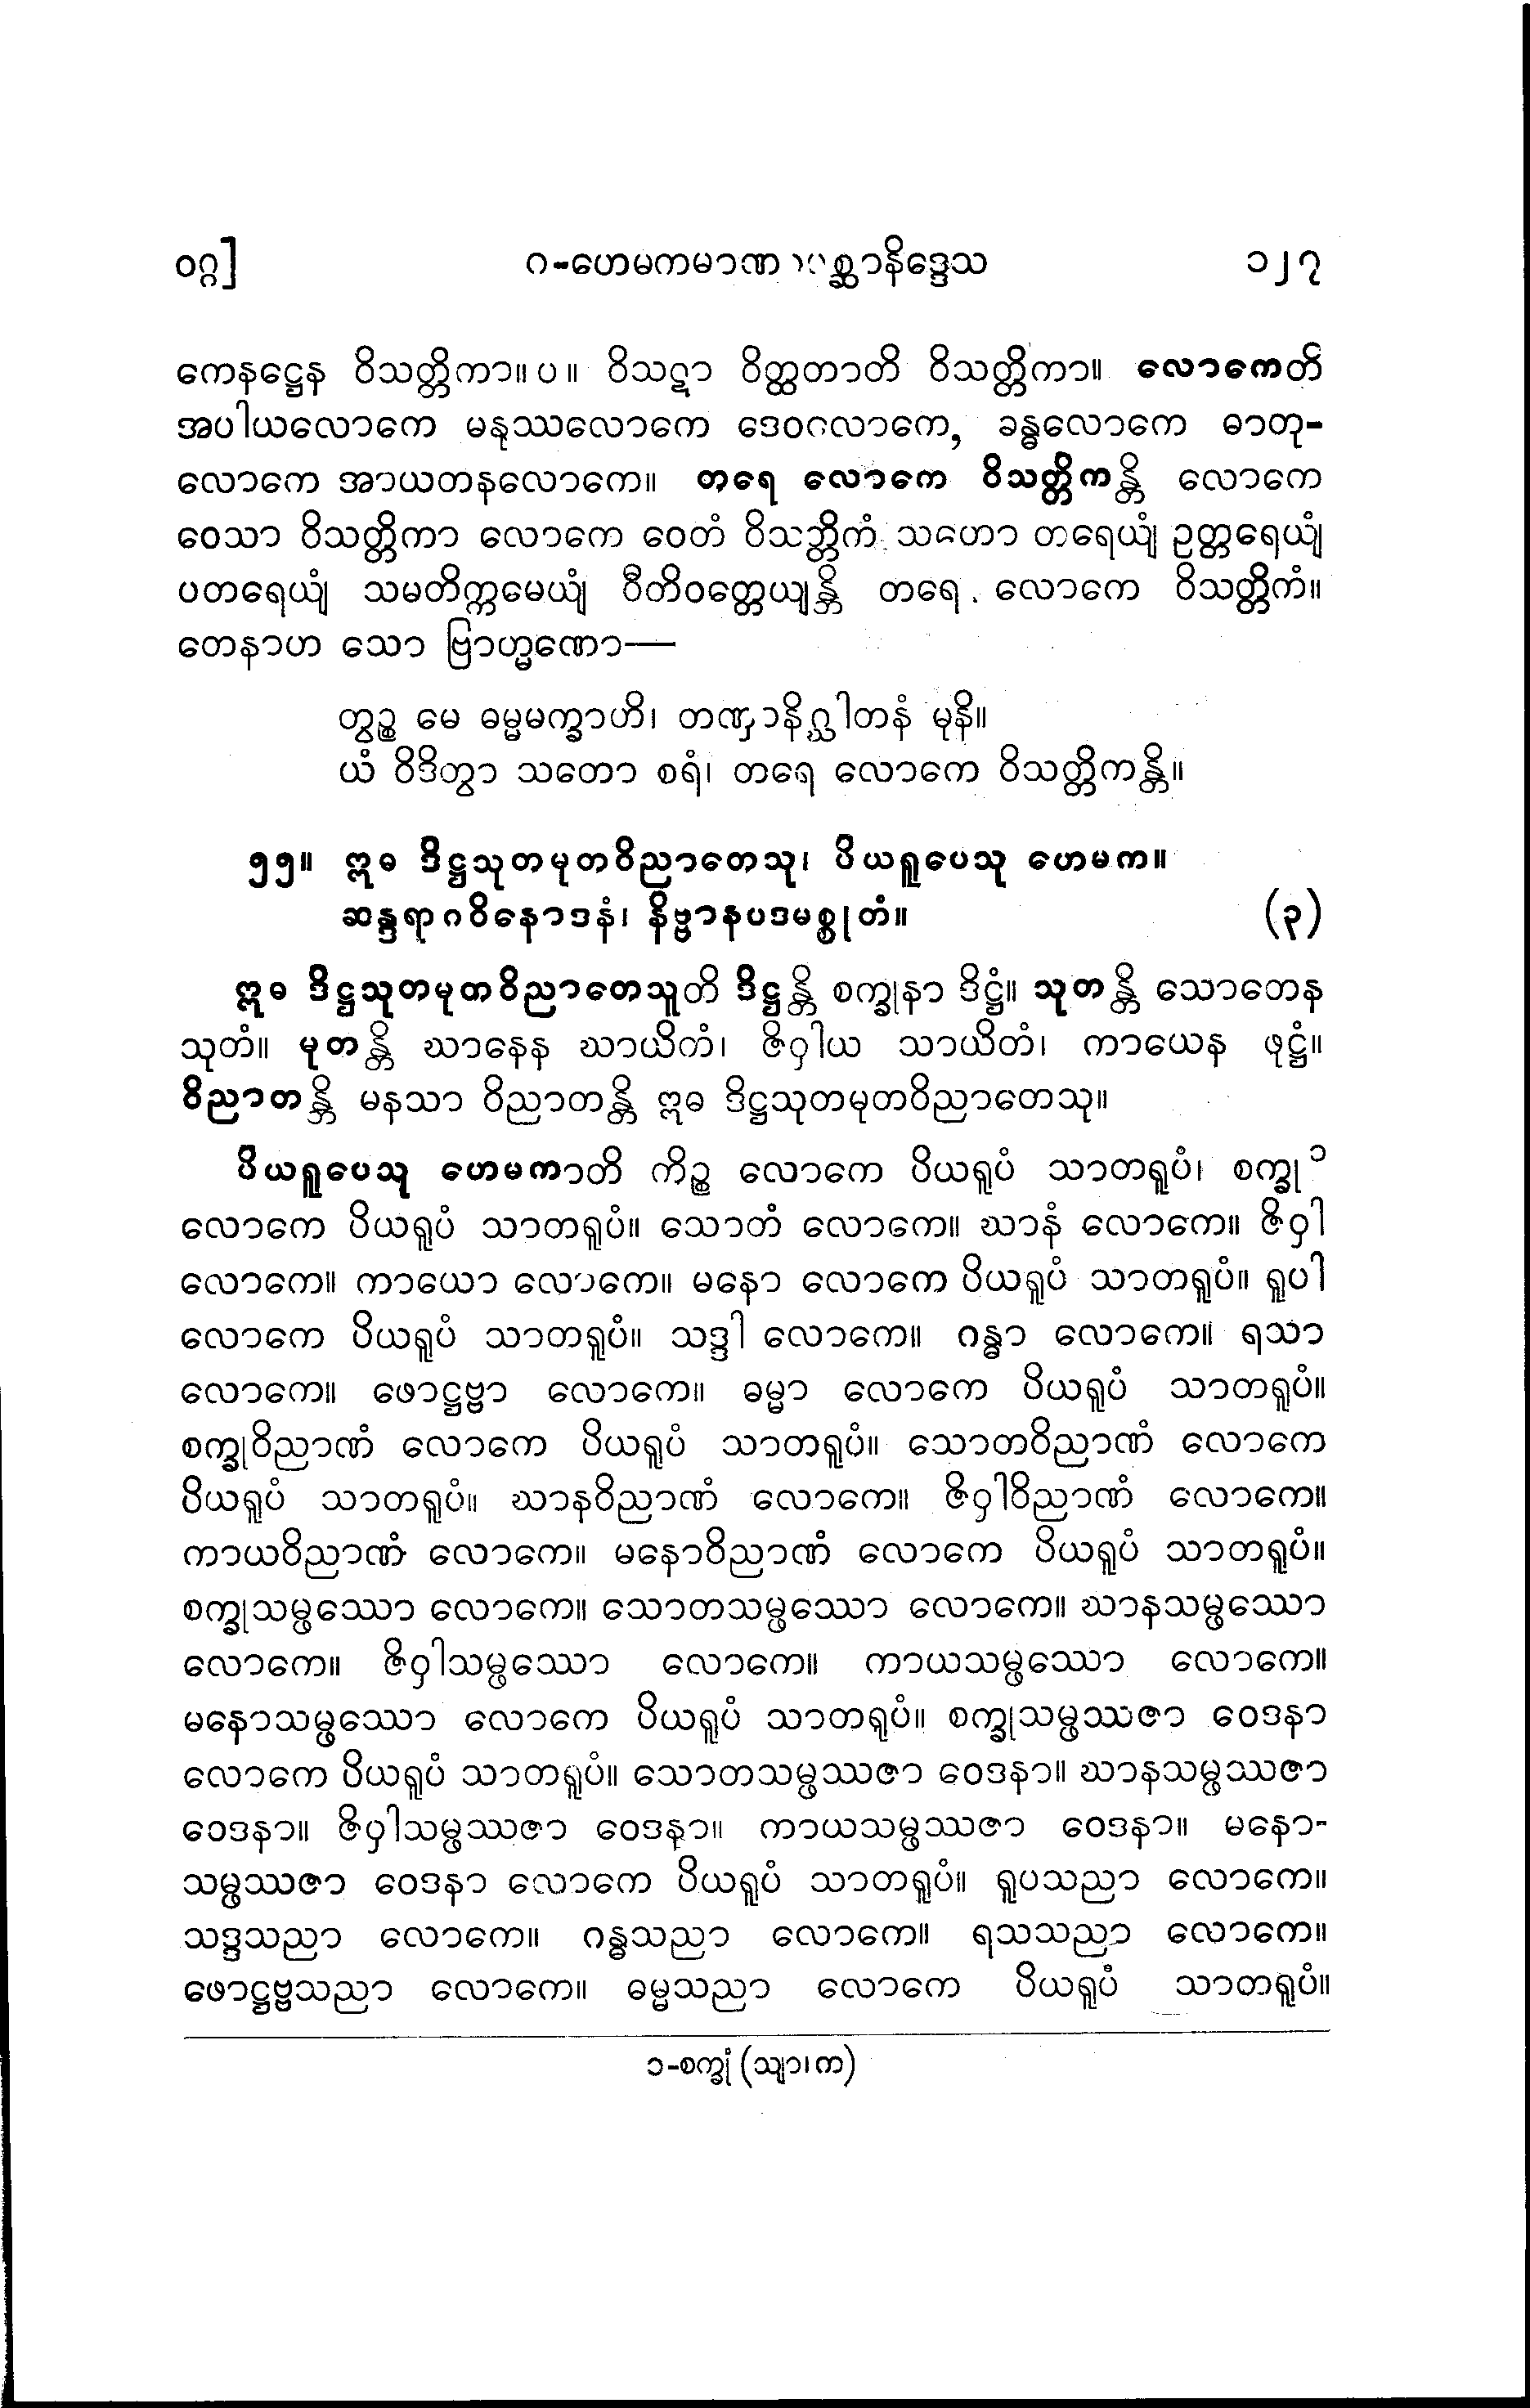 ဝဂ္ဂ] ဂ-ဟေမကမာဏ ပုစ္ဆာနိဒ္ဒေသ ၁၂၇
ကေနဋ္ဌေန ဝိသတ္တိကာ။ ပ ။ ဝိသဋာ ဝိတ္ထတာတိ ဝိသတ္တိကာ။ လောကေတိ
အပါယလောကေ မနုဿလောကေ ဒေဝလောကေ, ခန္ဓလောကေ ဓာတု-
လောကေ အာယတနလောကေ။ တရေ လောကေ ဝိသတ္တိကန္တိ လောကေ
ဝေသာ ဝိသတ္တိကာ လောကေ ဝေတံ ဝိသတ္တိကံ သတော တရေယျံ ဥတ္တရေယျံ
ပတရေယျံ သမတိက္ကမေယျံ ဝီတိဝတ္တေယျန္တိ တရေ လောကေ ဝိသတ္တိကံ။
တေနာဟ သော ဗြာဟ္မဏော—
တွဉ္စ မေ ဓမ္မမက္ခာဟိ၊ တဏှာနိဂ္ဃါတနံ မုနိ။
ယံ ဝိဒိတွာ သတော စရံ၊ တရေ လောကေ ဝိသတ္တိကန္တိ။
၅၅။ ဣဓ ဒိဋ္ဌသုတမုတဝိညာတေသု၊ ပိယရူပေသု ဟေမက။
ဆန္ဒရာဂဝိနောဒနံ၊ နိဗ္ဗာနပဒမစ္စုတံ။ (၃)
ဣဓ ဒိဋ္ဌသုတမုတဝိညာတေသူတိ ဒိဋ္ဌန္တိ စက္ခုနာ ဒိဋ္ဌံ။ သုတန္တိ သောတေန
သုတံ။ မုတန္တိ ဃာနေန ဃာယိတံ၊ ဇိဝှါယ သာယိတံ၊ ကာယေန ဖုဋ္ဌံ။
ဝိညာတန္တိ မနသာ ဝိညာတန္တိ ဣဓ ဒိဋ္ဌသုတမုတဝိညာတေသု။
ပိယရူပေသု ဟေမကာတိ ကိဉ္စ လောကေ ပိယရူပံ သာတရူပံ၊ စက္ခု ၁
လောကေ ပိယရူပံ သာတရူပံ။ သောတံ လောကေ။ ဃာနံ လောကေ။ ဇိဝှါ
လောကေ။ ကာယော လောကေ။ မနော လောကေ ပိယရူပံ သာတရူပံ။ ရူပါ
လောကေ ပိယရူပံ သာတရူပံ။ သဒ္ဒါ လောကေ။ ဂန္ဓာ လောကေ။ ရသာ
လောကေ။ ဖောဋ္ဌဗ္ဗာ လောကေ။ ဓမ္မာ လောကေ ပိယရူပံ သာတရူပံ။
စက္ခုဝိညာဏံ လောကေ ပိယရူပံ သာတရူပံ။ သောတဝိညာဏံ လောကေ
ပိယရူပံ သာတရူပံ။ ဃာနဝိညာဏံ လောကေ။ ဇိဝှါဝိညာဏံ လောကေ။
ကာယဝိညာဏံ လောကေ။ မနောဝိညာဏံ လောကေ ပိယရူပံ သာတရူပံ။
စက္ခုသမ္ဖဿော လောကေ။ သောတသမ္ဖဿော လောကေ။ ဃာနသမ္ဖဿော
လောကေ။ ဇိဝှါသမ္ဖဿော လောကေ။ ကာယသမ္ဖဿော လောကေ။
မနောသမ္ဖဿော လောကေ ပိယရူပံ သာတရူပံ။ စက္ခုသမ္ဖဿဇာ ဝေဒနာ
လောကေ ပိယရူပံ သာတရူပံ။ သောတသမ္ဖဿဇာ ဝေဒနာ။ ဃာနသမ္ဖဿဇာ
ဝေဒနာ။ ဇိဝှါသမ္ဖဿဇာ ဝေဒနာ။ ကာယသမ္ဖဿဇာ ဝေဒနာ။ မနော-
သမ္ဖဿဇာ ဝေဒနာ လောကေ ပိယရူပံ သာတရူပံ။ ရူပသညာ လောကေ။
သဒ္ဒသညာ လောကေ။ ဂန္ဓသညာ လောကေ။ ရသသညာ လောကေ။
ဖောဋ္ဌဗ္ဗသညာ လောကေ။ ဓမ္မသညာ လောကေ ပိယရူပံ သာတရူပံ။
၁-စက္ခုံ (သျာ၊က)